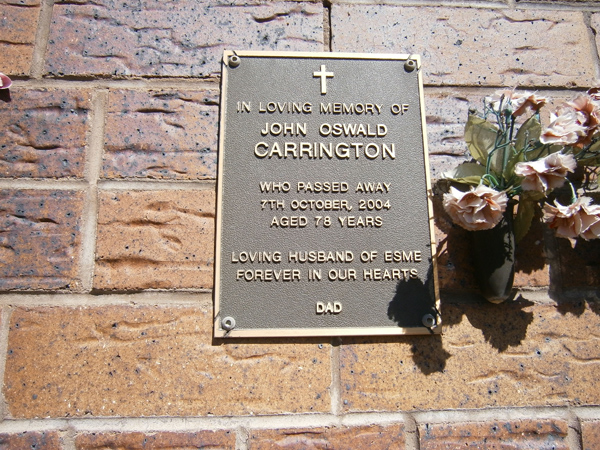 IN LOVING MEMORY OF
JOHN OSWALD
CARRINGTON
WHO PASSED AWAY
7TH OCTOBER, 2004
AGED 78 YEARS
LOVING HUSBAND OF ESME
FOREVER IN OUR HEARTS
DAD